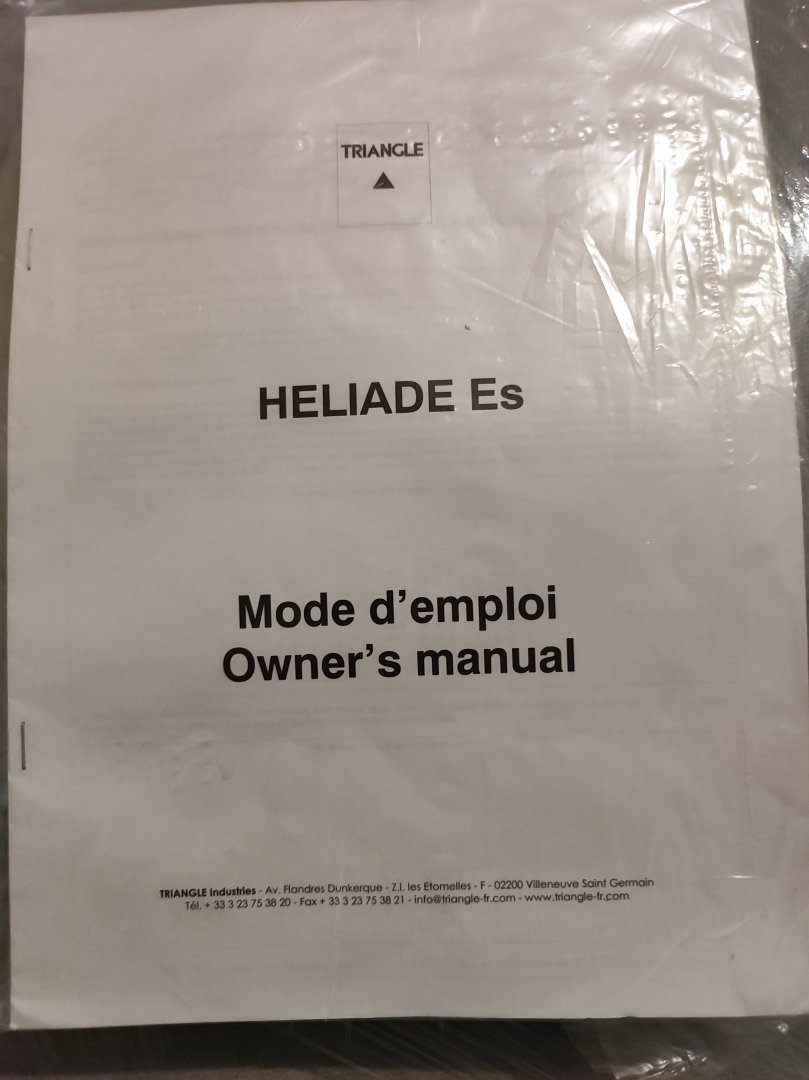 TRIANGLE
HELIADE Es
Mode d'emploi
Owner's manual
TRIANGLE Industries - Av. Flandres Dunkerque - Z.I. les Etomelles - F - 02200 Villeneuve Saint Germain
Tél. + 33 3 23 75 38 20 - Fax + 33 3 23 75 38 21 - info@triangle-fr.com - www.triangle-fr.com